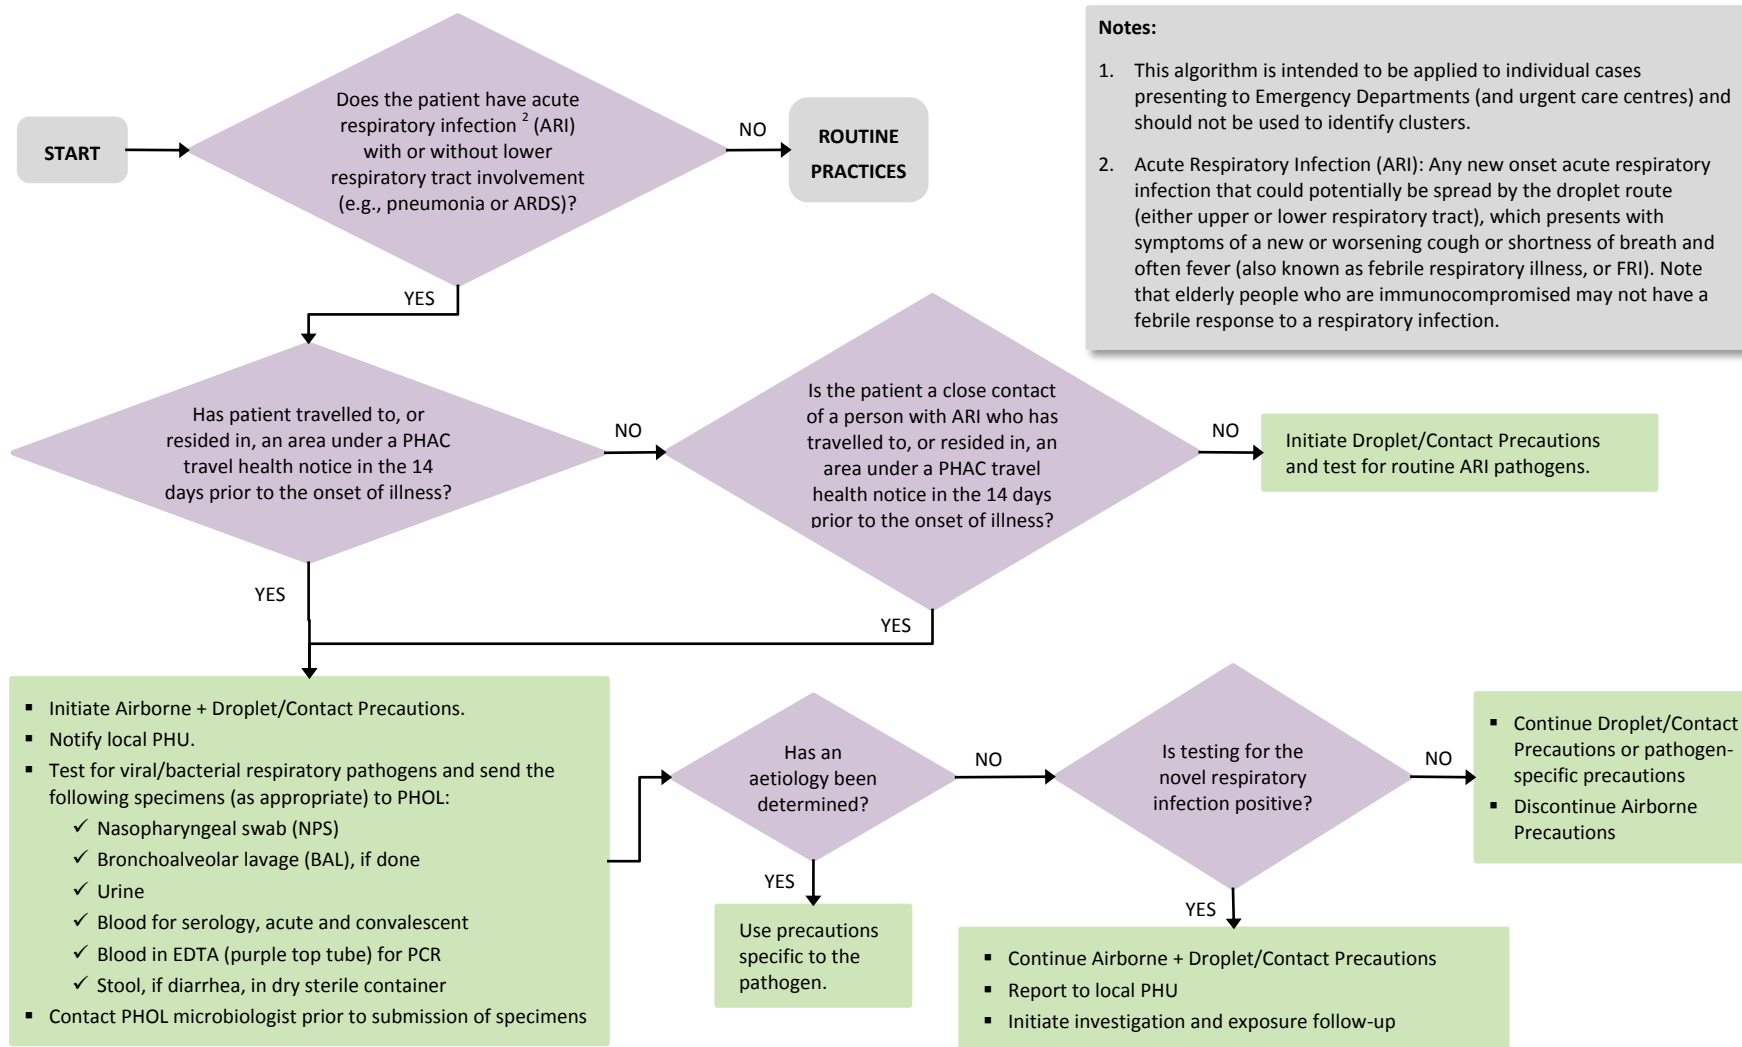 START
Does the patient have acute
respiratory infection ² (ARI)
with or without lower
respiratory tract involvement
(e.g., pneumonia or ARDS)?
NO
ROUTINE
PRACTICES
Notes:
1. This algorithm is intended to be applied to individual cases
presenting to Emergency Departments (and urgent care centres) and
should not be used to identify clusters.
2. Acute Respiratory Infection (ARI): Any new onset acute respiratory
infection that could potentially be spread by the droplet route
(either upper or lower respiratory tract), which presents with
symptoms of a new or worsening cough or shortness of breath and
often fever (also known as febrile respiratory illness, or FRI). Note
that elderly people who are immunocompromised may not have a
febrile response to a respiratory infection.
YES
Has patient travelled to, or
resided in, an area under a PHAC
travel health notice in the 14
days prior to the onset of illness?
NO
Is the patient a close contact
of a person with ARI who has
travelled to, or resided in, an
area under a PHAC travel
health notice in the 14 days
prior to the onset of illness?
NO
Initiate Droplet/Contact Precautions
and test for routine ARI pathogens.
YES
YES
▪ Initiate Airborne + Droplet/Contact Precautions.
▪ Notify local PHU.
▪ Test for viral/bacterial respiratory pathogens and send the
following specimens (as appropriate) to PHOL:
✓ Nasopharyngeal swab (NPS)
✓ Bronchoalveolar lavage (BAL), if done
✓ Urine
✓ Blood for serology, acute and convalescent
✓ Blood in EDTA (purple top tube) for PCR
✓ Stool, if diarrhea, in dry sterile container
▪ Contact PHOL microbiologist prior to submission of specimens
Has an
aetiology been
determined?
NO
Is testing for the
novel respiratory
infection positive?
NO
▪ Continue Droplet/Contact
Precautions or pathogen-
specific precautions
▪ Discontinue Airborne
Precautions
YES
Use precautions
specific to the
pathogen.
YES
▪ Continue Airborne + Droplet/Contact Precautions
▪ Report to local PHU
▪ Initiate investigation and exposure follow-up